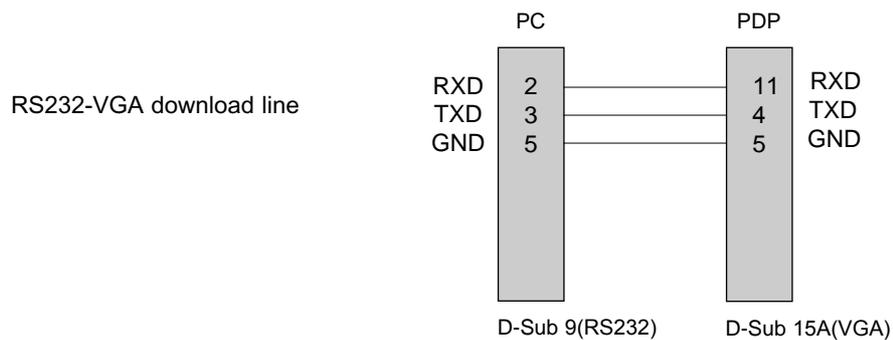 PC PDP
RXD 2 11 RXD
RS232-VGA download line TXD 3 4 TXD
GND 5 5 GND
D-Sub 9(RS232) D-Sub 15A(VGA)